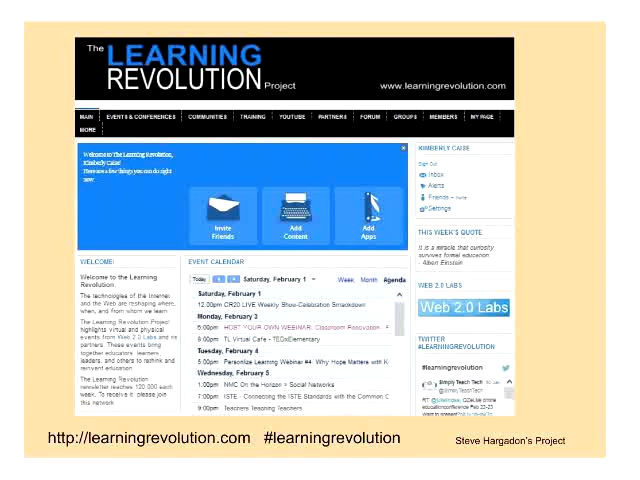 The LEARNING
REVOLUTION Project
www.learningrevolution.com
MAIN EVENTS & CONFERENCES COMMUNITIES TRAINING YOUTUBE PARTNERS FORUM GROUPS MEMBERS MY PAGE
MORE
Welcome to The Learning Revolution,
Kimberly Caise!
Here are a few things you can do right
now:
Invite
Friends
Add
Content
Add
Apps
KIMBERLY CAISE
Sign Out
Inbox
Alerts
Friends - Invite
Settings
THIS WEEK'S QUOTE
It is a miracle that curiosity
survives formal education.
- Albert Einstein
WEB 2.0 LABS
Web 2.0 Labs
TWITTER
#LEARNINGREVOLUTION
#learningrevolution
Simply Teach Tech
WELCOME!
Welcome to the Learning
Revolution.
The technologies of the Internet
and the Web are reshaping where,
when, and from whom we learn.
The Learning Revolution Project
highlights virtual and physical
events from Web 2.0 Labs and its
partners. These events bring
together educators, learners,
leaders, and others to rethink and
reinvent education.
The Learning Revolution
newsletter reaches 120,000 each
week. To receive it, please join
this network.
EVENT CALENDAR
Today Saturday, February 1 Week Month Agenda
Saturday, February 1
12:00pm CR20 LIVE Weekly Show-Celebration Smackdown
Monday, February 3
5:00pm HOST YOUR OWN WEBINAR: Classroom Renovation
6:00pm TL Virtual Cafe - TEDxElementary
Tuesday, February 4
5:00pm Personalize Learning Webinar #4: Why Hope Matters with K
Wednesday, February 5
1:00pm NMC On the Horizon > Social Networks
7:00pm ISTE - Connecting the ISTE Standards with the Common C
9:00pm Teachers Teaching Teachers
http://learningrevolution.com #learningrevolution
Steve Hargadon's Project